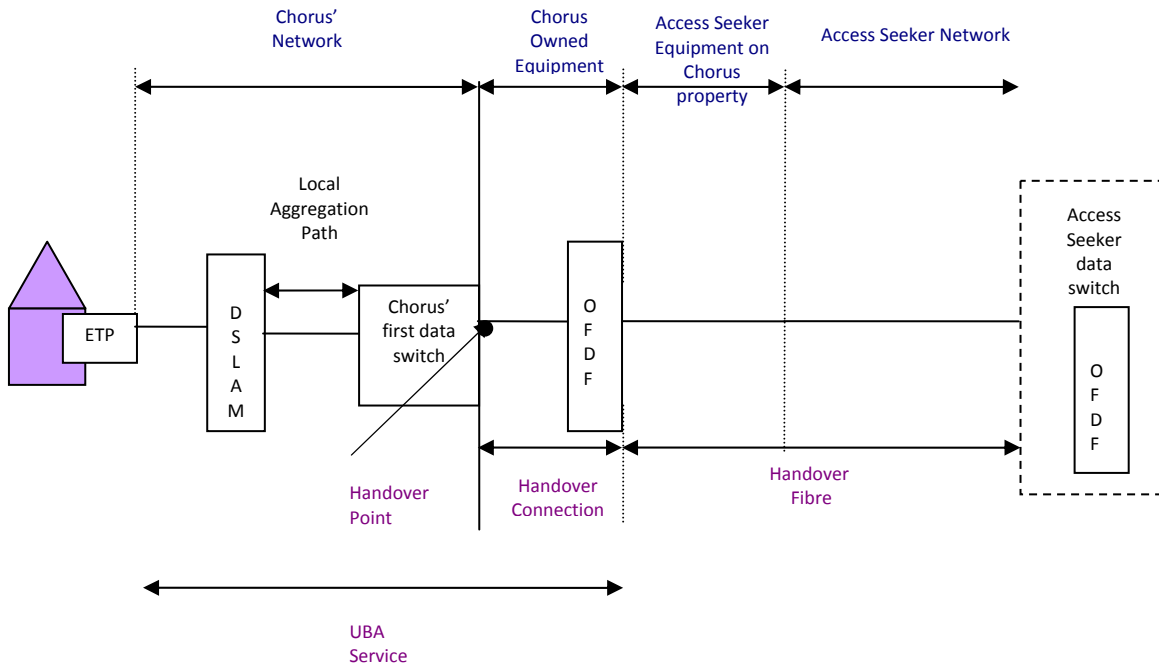 Chorus'
Network
Chorus
Owned
Equipment
Access Seeker
Equipment on
Chorus
property
Access Seeker Network
Local
Aggregation
Path
ETP
D
S
L
A
M
Chorus'
first data
switch
O
F
D
F
Access
Seeker
data
switch
O
F
D
F
Handover
Point
Handover
Connection
Handover
Fibre
UBA
Service